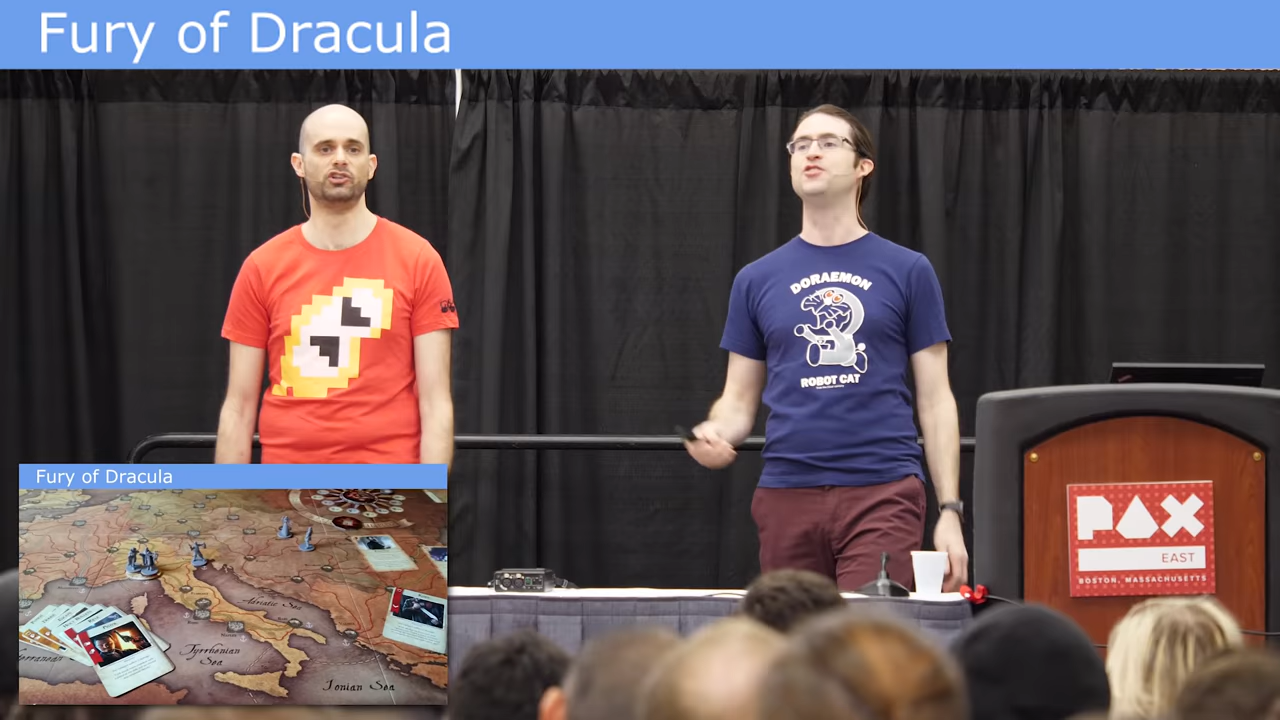 Fury of Dracula
DORAEMON
ROBOT CAT
PAX
EAST
BOSTON, MASSACHUSETTS
Fury of Dracula
Adriatic Sea
Tyrrhenian
Sea
Ionian Sea